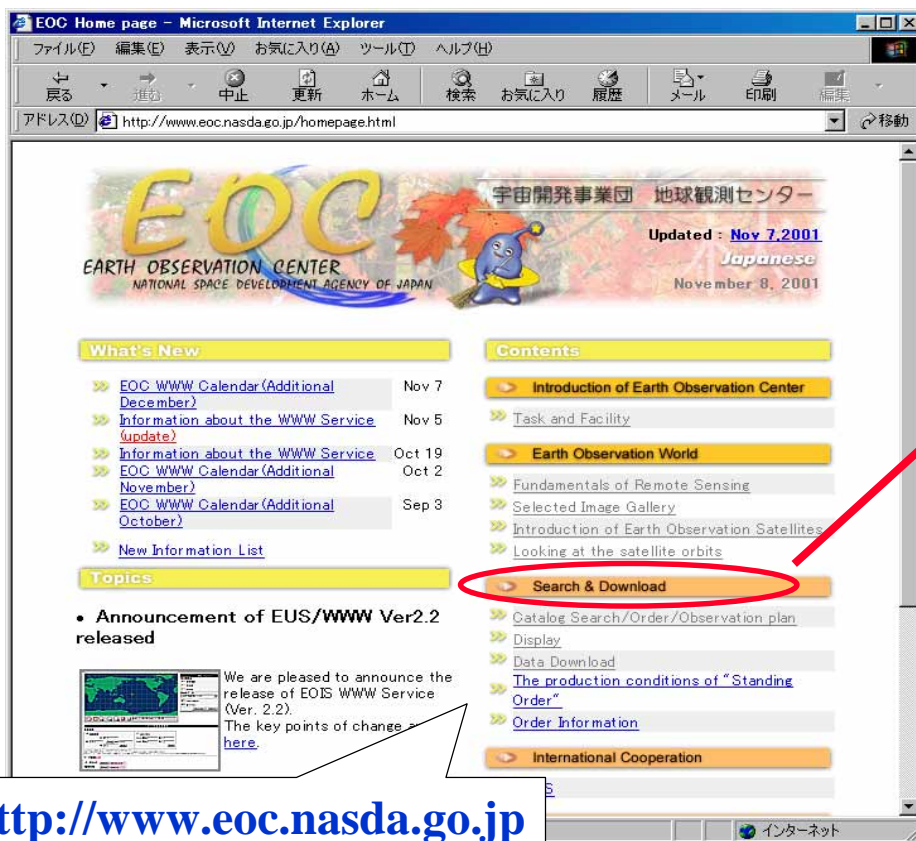 EOC Home page - Microsoft Internet Explorer
ファイル(F) 編集(E) 表示(V) お気に入り(A) ツール(T) ヘルプ(H)
戻る 進む 中止 更新 ホーム 検索 お気に入り 履歴 メール 印刷 編集
アドレス(D) http://www.eoc.nasda.go.jp/homepage.html 移動
EOC
EARTH OBSERVATION CENTER
NATIONAL SPACE DEVELOPMENT AGENCY OF JAPAN
宇宙開発事業団 地球観測センター
Updated : Nov 7,2001
Japanese
November 8, 2001
What's New
EOC WWW Calendar(Additional Nov 7
December)
Information about the WWW Service Nov 5
(update)
Information about the WWW Service Oct 19
EOC WWW Calendar(Additional Oct 2
November)
EOC WWW Calendar(Additional Sep 3
October)
New Information List
Topics
• Announcement of EUS/WWW Ver2.2
released
We are pleased to announce the
release of EOIS WWW Service
(Ver. 2.2).
The key points of change
here.
Contents
Introduction of Earth Observation Center
Task and Facility
Earth Observation World
Fundamentals of Remote Sensing
Selected Image Gallery
Introduction of Earth Observation Satellites
Looking at the satellite orbits
Search & Download
Catalog Search/Order/Observation plan
Display
Data Download
The production conditions of "Standing
Order"
Order Information
International Cooperation
S
ttp://www.eoc.nasda.go.jp
インターネット